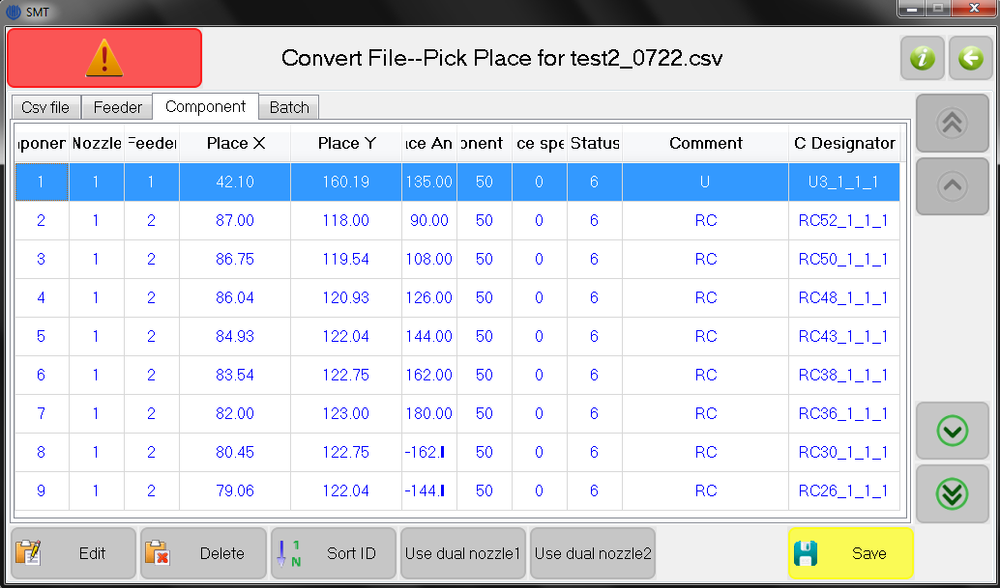 SMT
Convert File--Pick Place for test2_0722.csv
Csv file Feeder Component Batch
ponen Nozzle Feeder Place X Place Y ce An ponent ce spe Status Comment C Designator
1 1 1 42.10 160.19 135.00 50 0 6 U U3_1_1_1
2 1 2 87.00 118.00 90.00 50 0 6 RC RC52_1_1_1
3 1 2 86.75 119.54 108.00 50 0 6 RC RC50_1_1_1
4 1 2 86.04 120.93 126.00 50 0 6 RC RC48_1_1_1
5 1 2 84.93 122.04 144.00 50 0 6 RC RC43_1_1_1
6 1 2 83.54 122.75 162.00 50 0 6 RC RC38_1_1_1
7 1 2 82.00 123.00 180.00 50 0 6 RC RC36_1_1_1
8 1 2 80.45 122.75 -162. 50 0 6 RC RC30_1_1_1
9 1 2 79.06 122.04 -144. 50 0 6 RC RC26_1_1_1
Edit Delete 1 N Sort ID Use dual nozzle1 Use dual nozzle2 Save